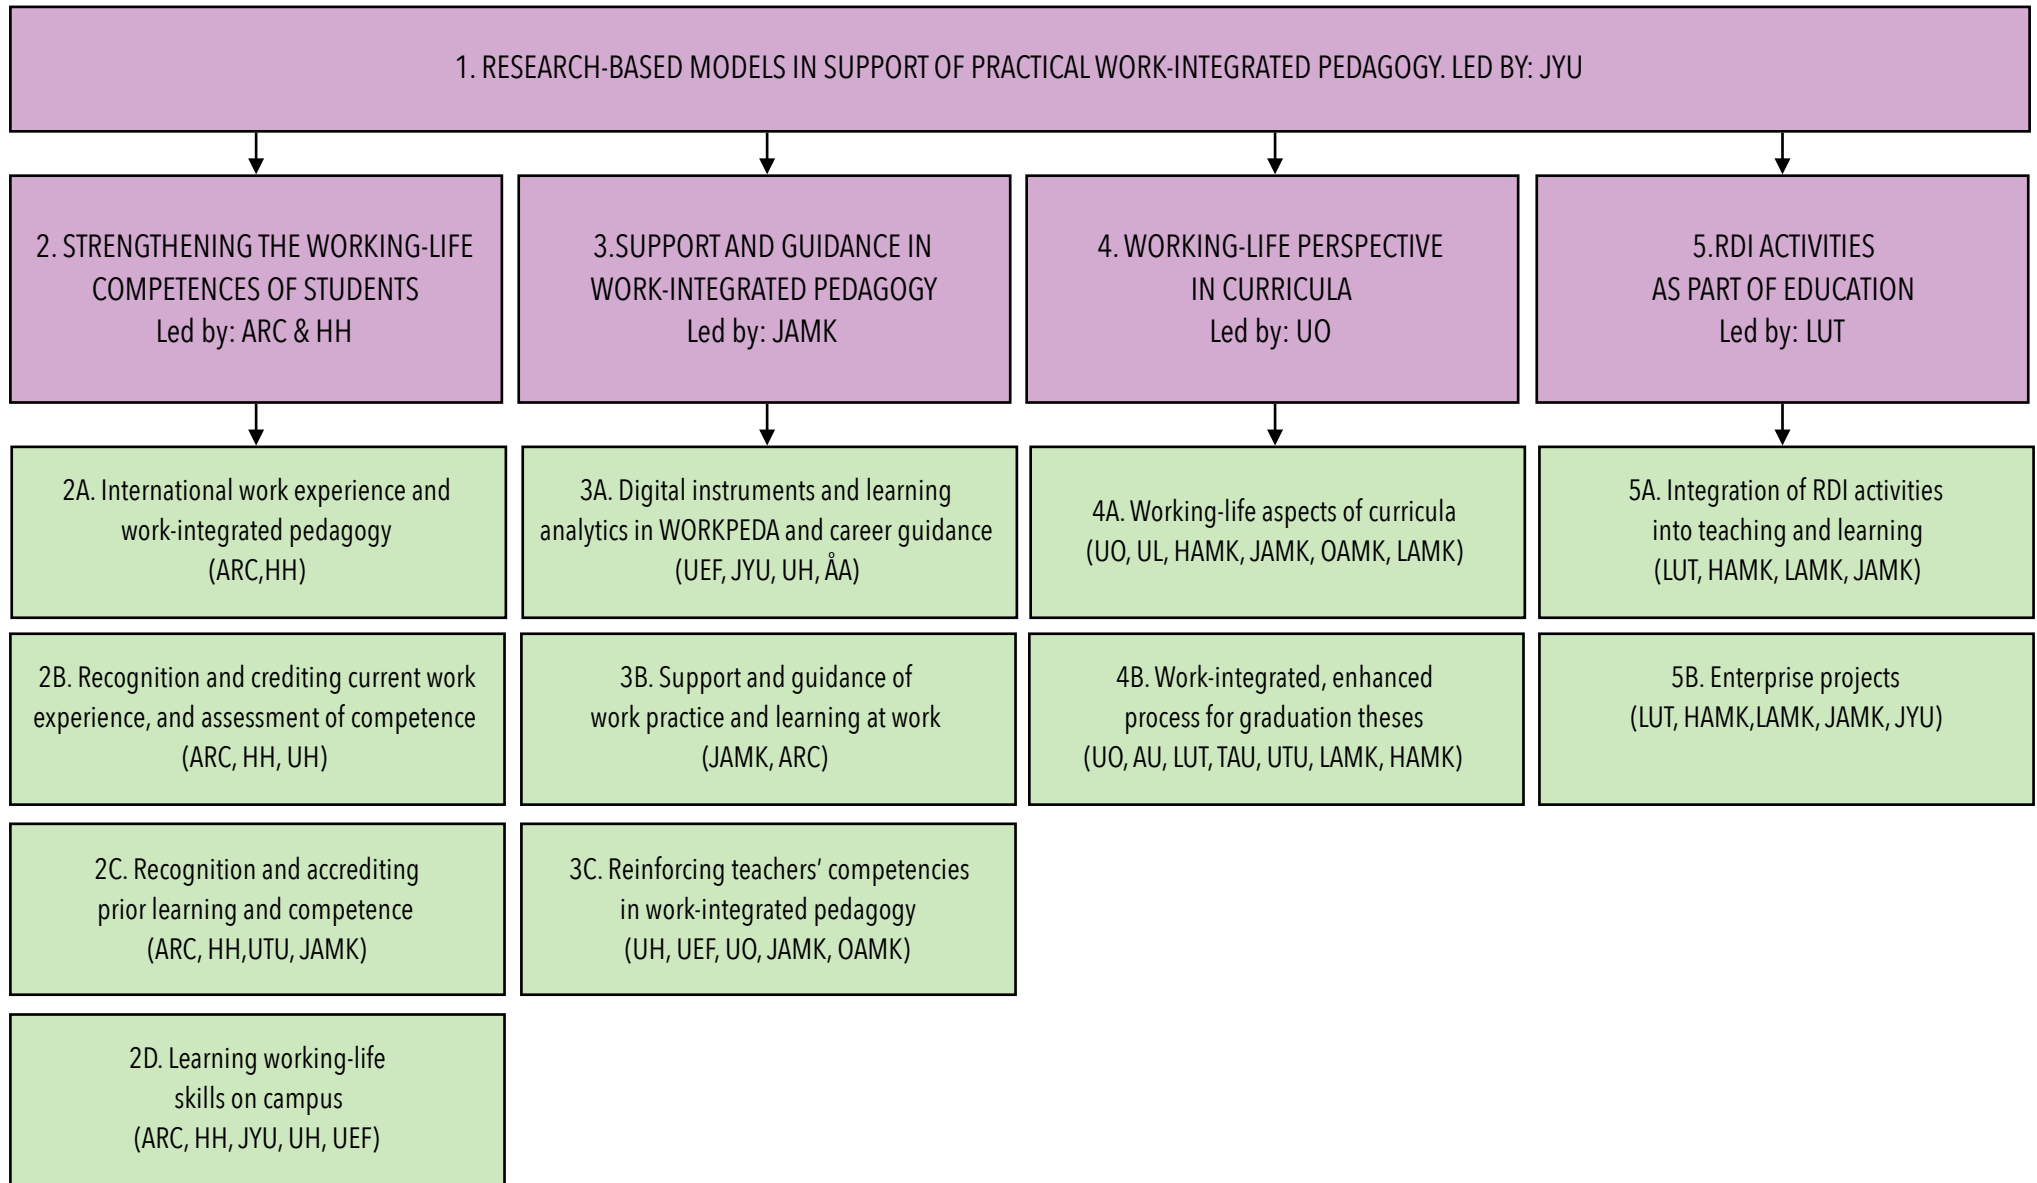 1. RESEARCH-BASED MODELS IN SUPPORT OF PRACTICAL WORK-INTEGRATED PEDAGOGY. LED BY: JYU
2. STRENGTHENING THE WORKING-LIFE
COMPETENCES OF STUDENTS
Led by: ARC & HH
3.SUPPORT AND GUIDANCE IN
WORK-INTEGRATED PEDAGOGY
Led by: JAMK
4. WORKING-LIFE PERSPECTIVE
IN CURRICULA
Led by: UO
5.RDI ACTIVITIES
AS PART OF EDUCATION
Led by: LUT
2A. International work experience and
work-integrated pedagogy
(ARC,HH)
3A. Digital instruments and learning
analytics in WORKPEDA and career guidance
(UEF, JYU, UH, ÅA)
4A. Working-life aspects of curricula
(UO, UL, HAMK, JAMK, OAMK, LAMK)
5A. Integration of RDI activities
into teaching and learning
(LUT, HAMK, LAMK, JAMK)
2B. Recognition and crediting current work
experience, and assessment of competence
(ARC, HH, UH)
3B. Support and guidance of
work practice and learning at work
(JAMK, ARC)
4B. Work-integrated, enhanced
process for graduation theses
(UO, AU, LUT, TAU, UTU, LAMK, HAMK)
5B. Enterprise projects
(LUT, HAMK,LAMK, JAMK, JYU)
2C. Recognition and accrediting
prior learning and competence
(ARC, HH,UTU, JAMK)
3C. Reinforcing teachers’ competencies
in work-integrated pedagogy
(UH, UEF, UO, JAMK, OAMK)
2D. Learning working-life
skills on campus
(ARC, HH, JYU, UH, UEF)